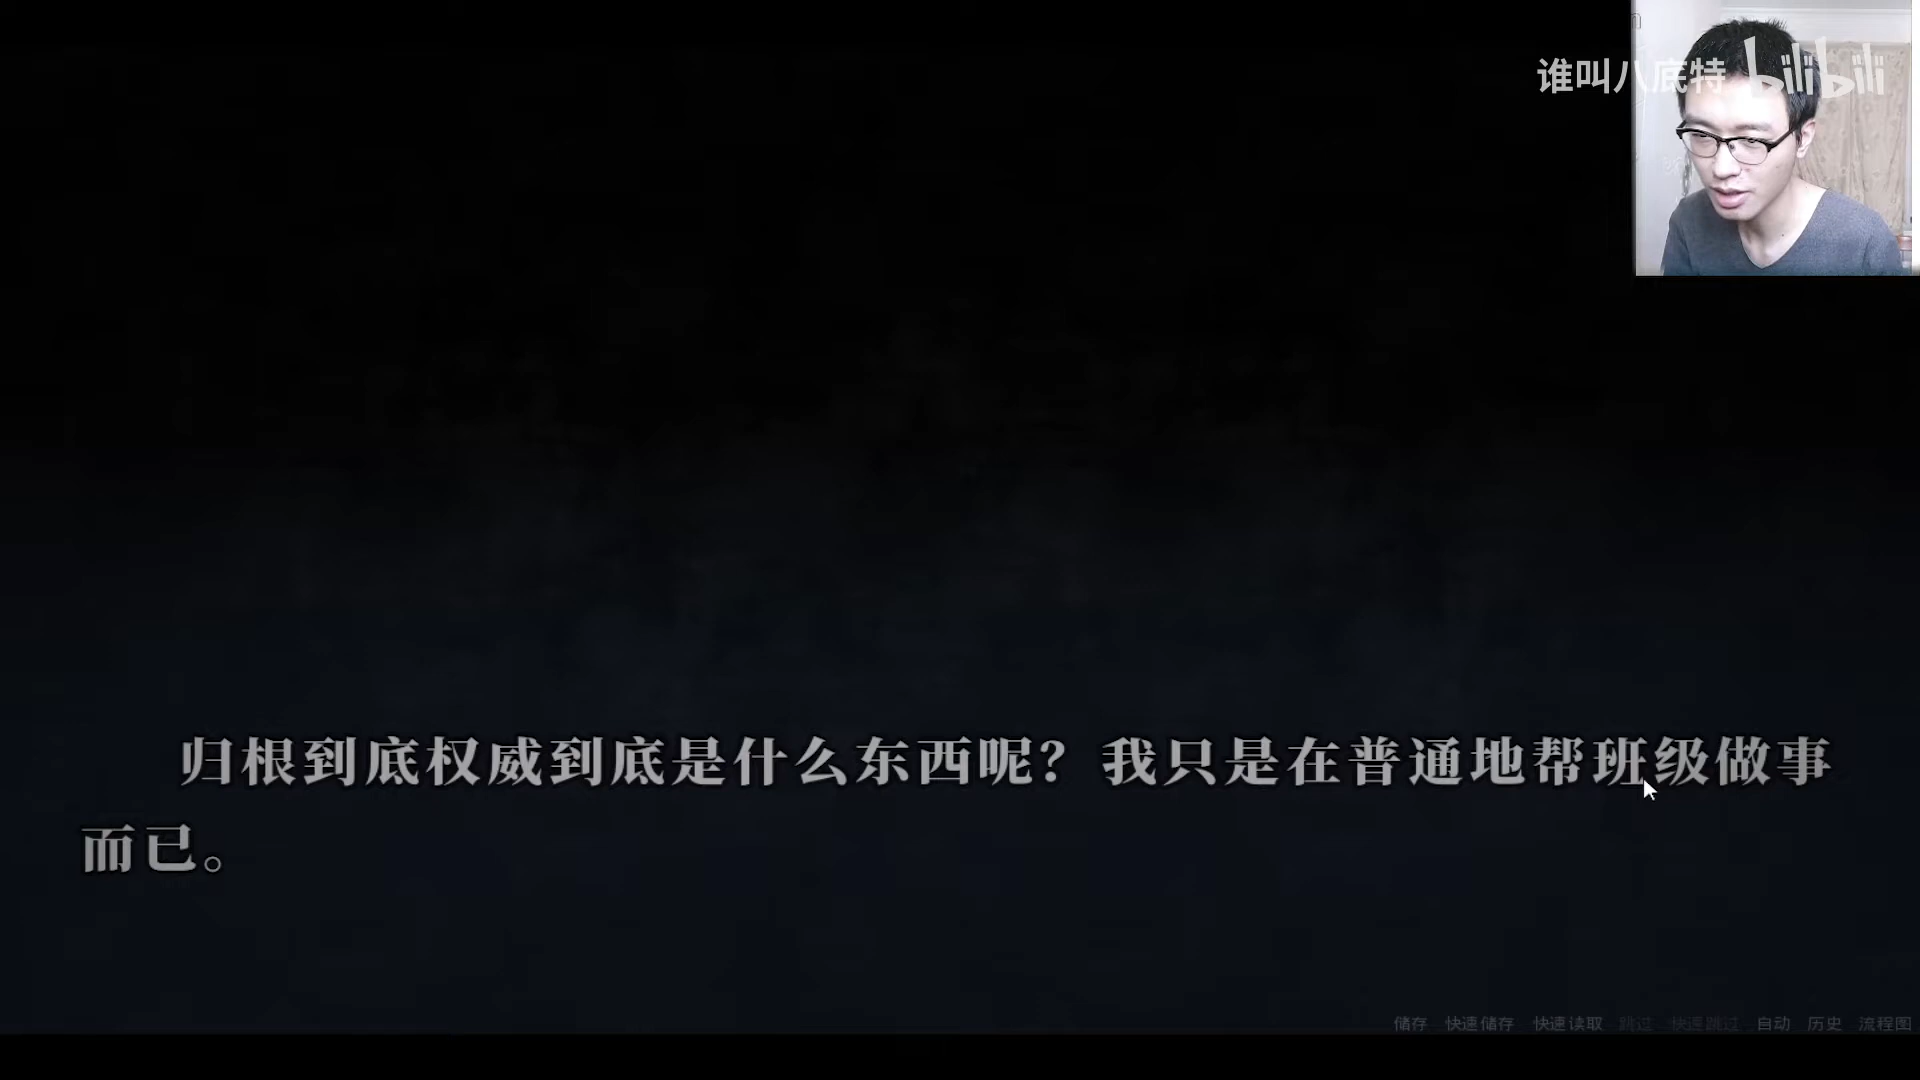 谁叫八底特 bilibili
归根到底权威到底是什么东西呢？我只是在普通地帮班级做事
而已。
储存 快速储存 快速读取 跳过 快速跳过 自动 历史 流程图